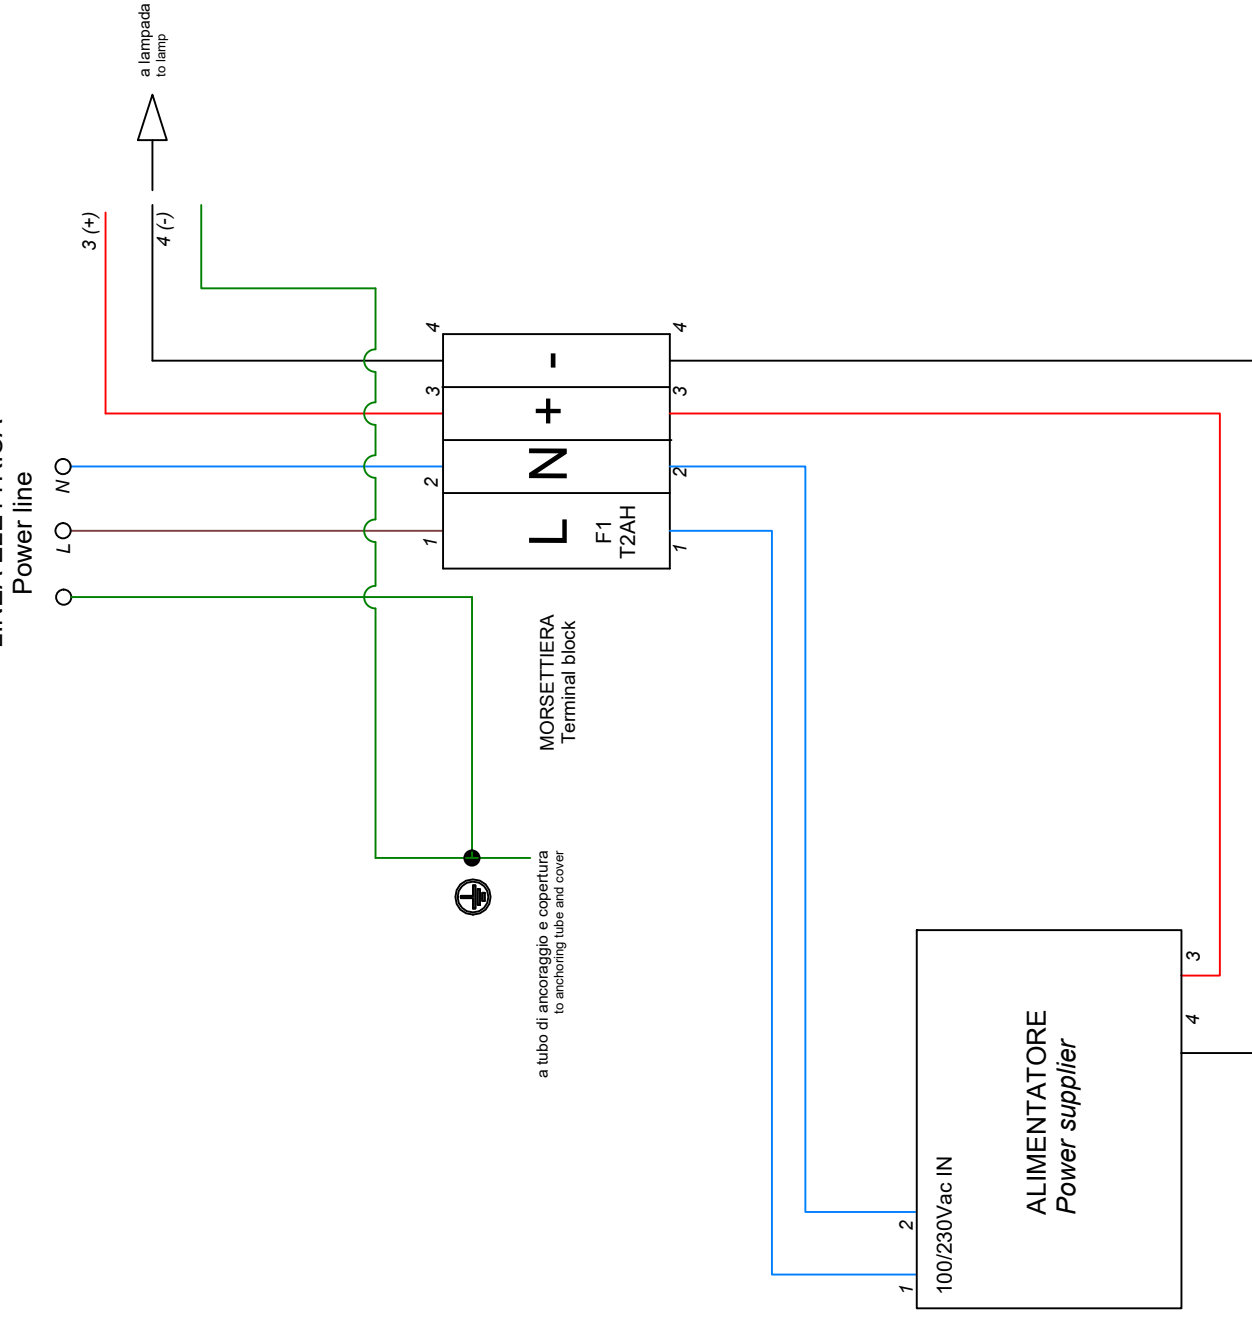 Power line
N
L
a lampada
to lamp
3 (+)
4 (-)
4
3
2
1
-
+
N
L
F1
T2AH
4
3
2
1
MORSETTIERA
Terminal block
a tubo di ancoraggio e copertura
to anchoring tube and cover
ALIMENTATORE
Power supplier
100/230Vac IN
1
2
3
4